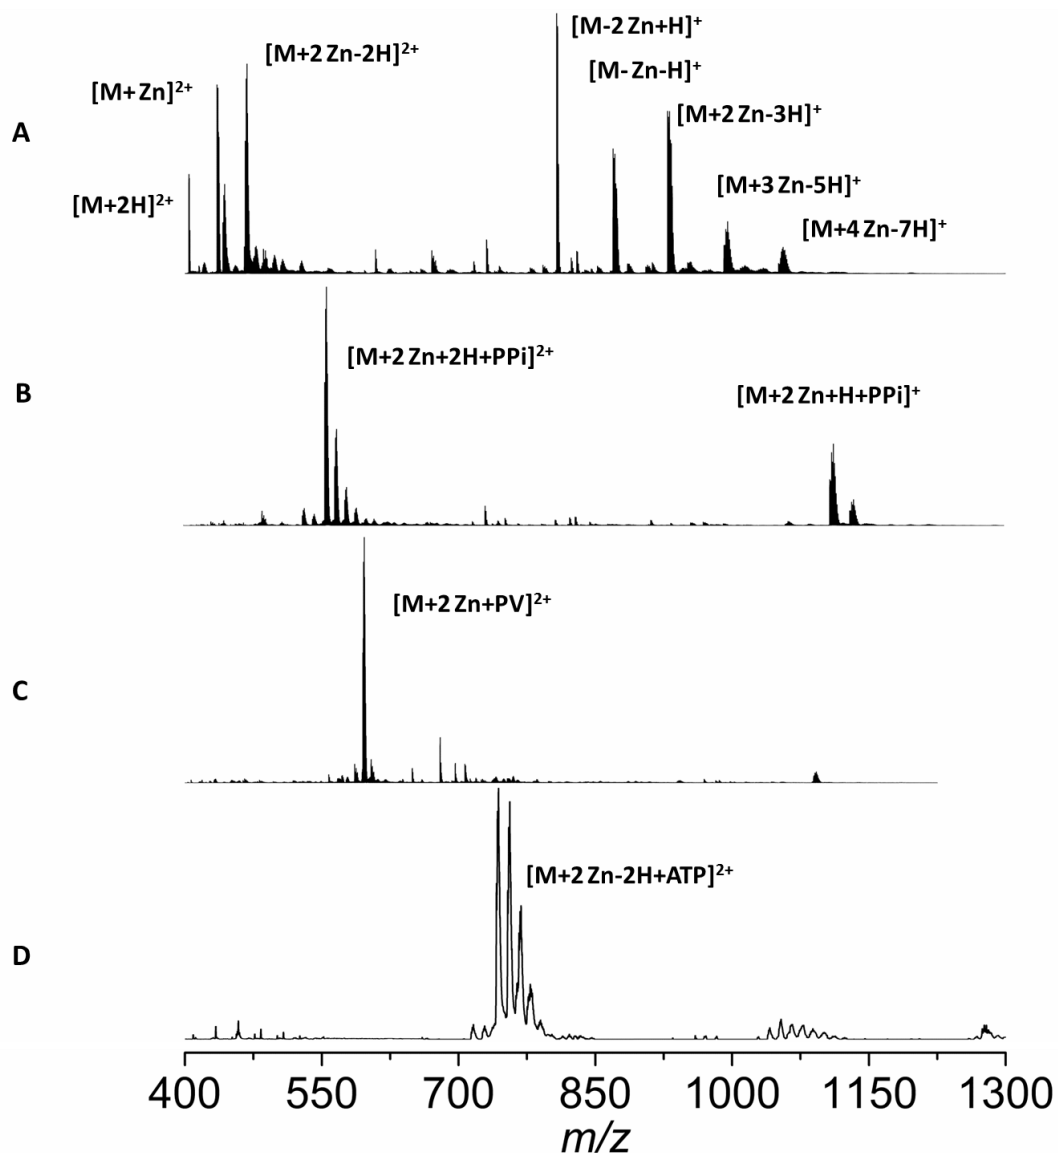 [M-2 Zn+H]+
[M+2 Zn-2H]2+
[M- Zn-H]+
[M+Zn]2+
[M+2 Zn-3H]+
A
[M+3 Zn-5H]+
[M+2H]2+
[M+4 Zn-7H]+
[M+2 Zn+2H+PPi]2+
B
[M+2 Zn+H+PPi]+
[M+2 Zn+PV]2+
C
[M+2 Zn-2H+ATP]2+
D
400 550 700 850 1000 1150 1300
m/z